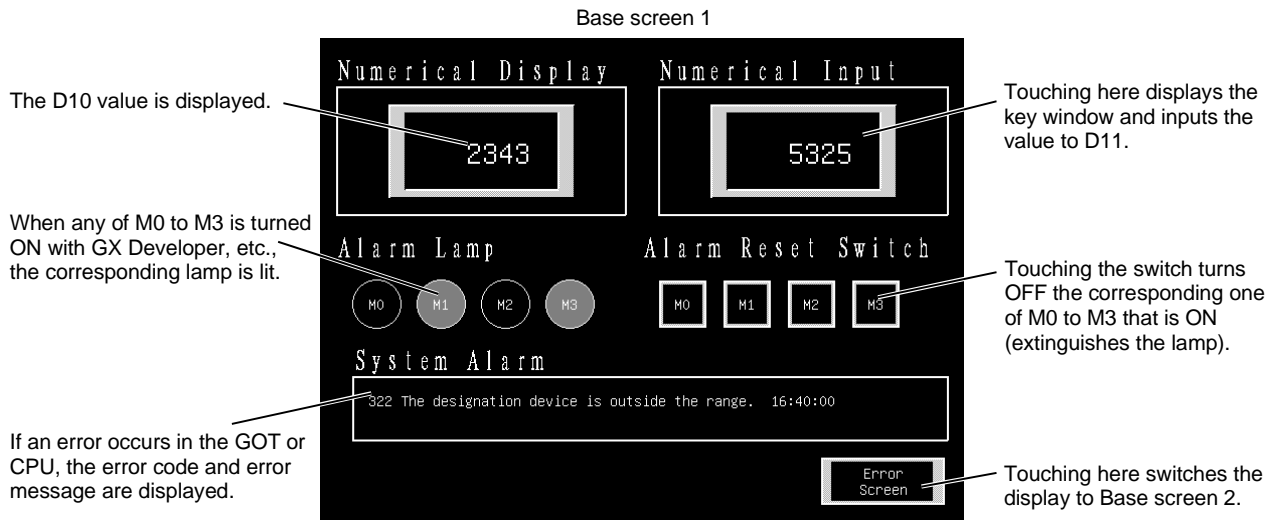 Base screen 1
Numerical Display
Numerical Input
The D10 value is displayed.
2343
5325
Touching here displays the
key window and inputs the
value to D11.
When any of M0 to M3 is turned
ON with GX Developer, etc.,
the corresponding lamp is lit.
Alarm Lamp
Alarm Reset Switch
M0
M1
M2
M3
M0
M1
M2
M3
Touching the switch turns
OFF the corresponding one
of M0 to M3 that is ON
(extinguishes the lamp).
System Alarm
322 The designation device is outside the range. 16:40:00
If an error occurs in the GOT or
CPU, the error code and error
message are displayed.
Error
Screen
Touching here switches the
display to Base screen 2.